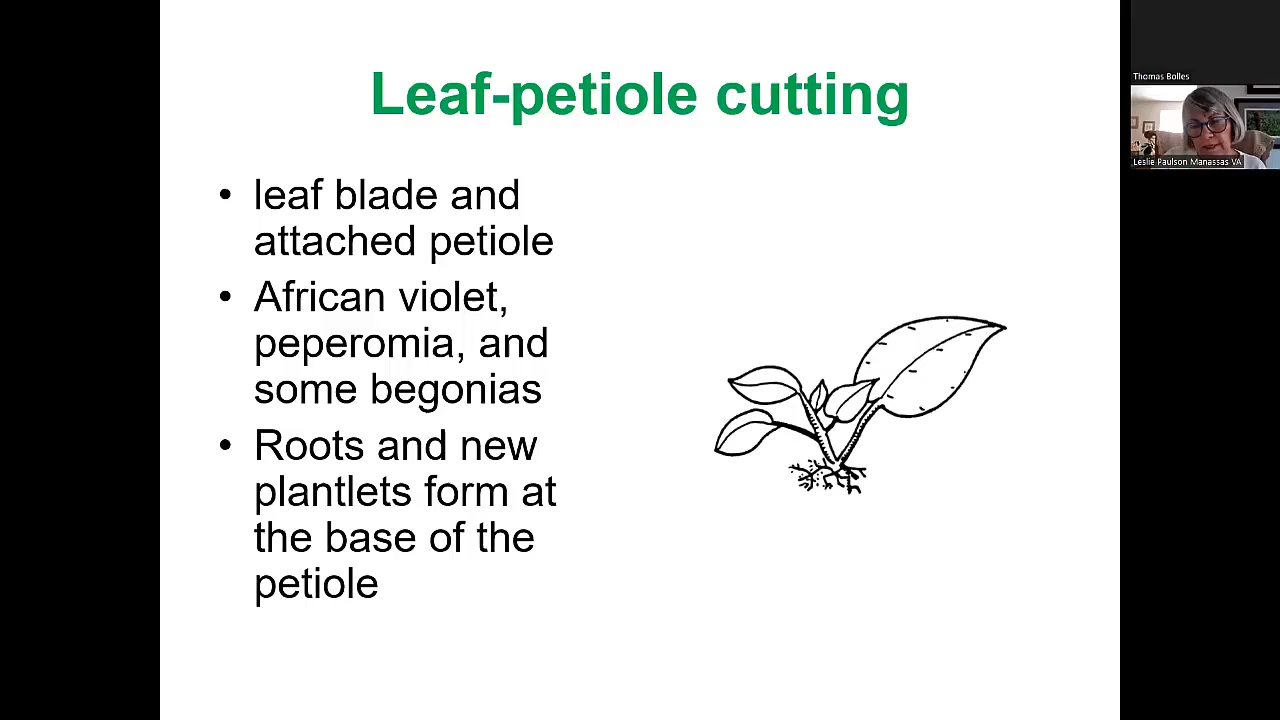 Leaf-petiole cutting
• leaf blade and
attached petiole
• African violet,
peperomia, and
some begonias
• Roots and new
plantlets form at
the base of the
petiole
Thomas Bolles
Leslie Paulson Manassas VA